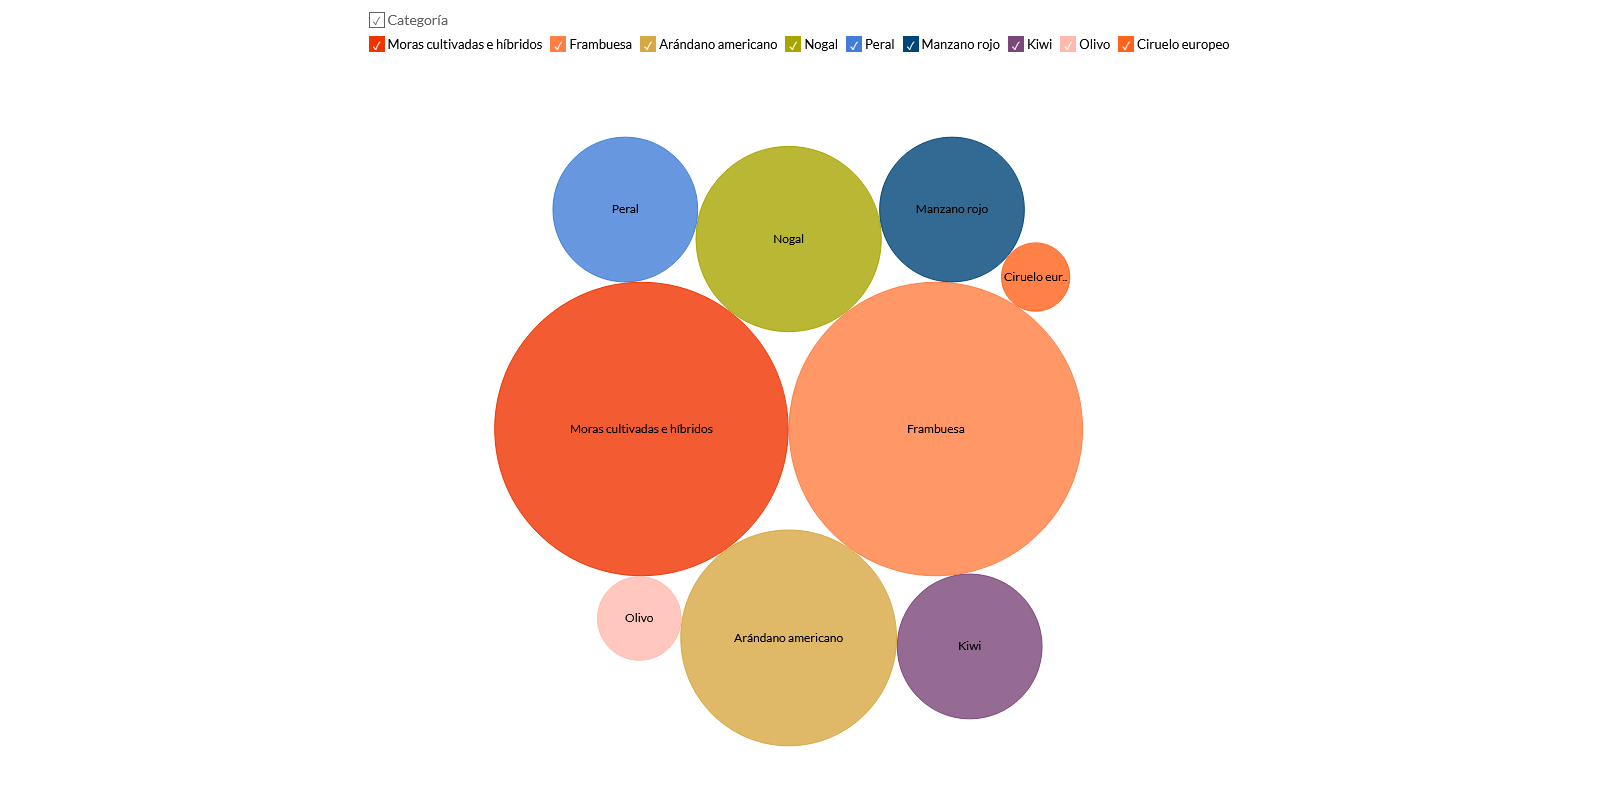 Categoría
Moras cultivadas e híbridos Frambuesa Arándano americano Nogal Peral Manzano rojo Kiwi Olivo Ciruelo europeo
Peral
Nogal
Manzano rojo
Ciruelo eur..
Moras cultivadas e híbridos
Frambuesa
Olivo
Arándano americano
Kiwi